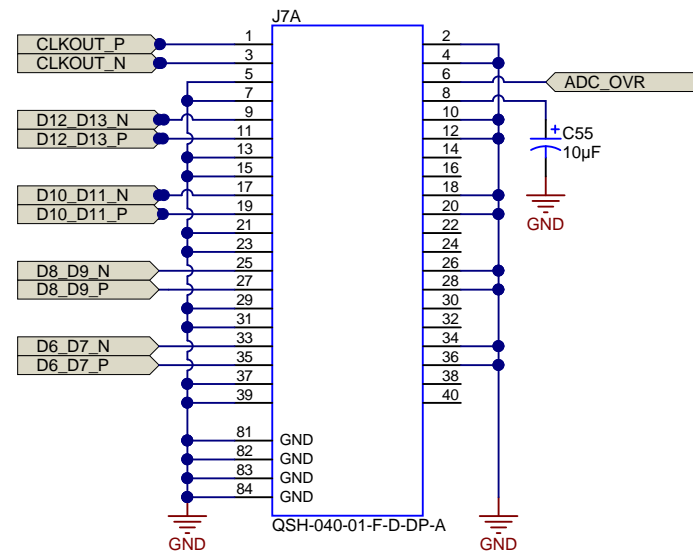 J7A
CLKOUT_P 1 2
CLKOUT_N 3 4
5 6 ADC_OVR
7 8
D12_D13_N 9 10
D12_D13_P 11 12
+ C55
10µF
13 14
15 16
D10_D11_N 17 18
D10_D11_P 19 20
GND
21 22
23 24
D8_D9_N 25 26
D8_D9_P 27 28
29 30
31 32
D6_D7_N 33 34
D6_D7_P 35 36
37 38
39 40
81 GND
82 GND
83 GND
84 GND
QSH-040-01-F-D-DP-A
GND GND